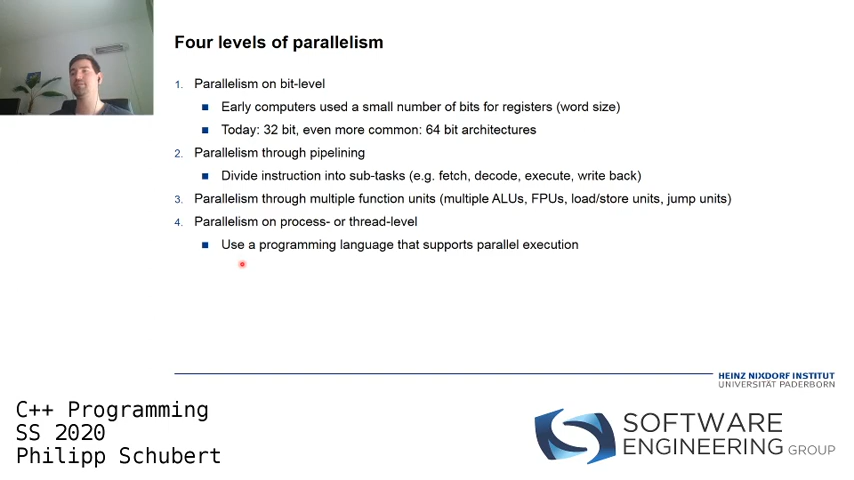 Four levels of parallelism
1. Parallelism on bit-level
Early computers used a small number of bits for registers (word size)
Today: 32 bit, even more common: 64 bit architectures
2. Parallelism through pipelining
Divide instruction into sub-tasks (e.g. fetch, decode, execute, write back)
3. Parallelism through multiple function units (multiple ALUs, FPUs, load/store units, jump units)
4. Parallelism on process- or thread-level
Use a programming language that supports parallel execution
HEINZ NIXDORF INSTITUT
UNIVERSITÄT PADERBORN
C++ Programming
SS 2020
Philipp Schubert
SOFTWARE
ENGINEERING GROUP